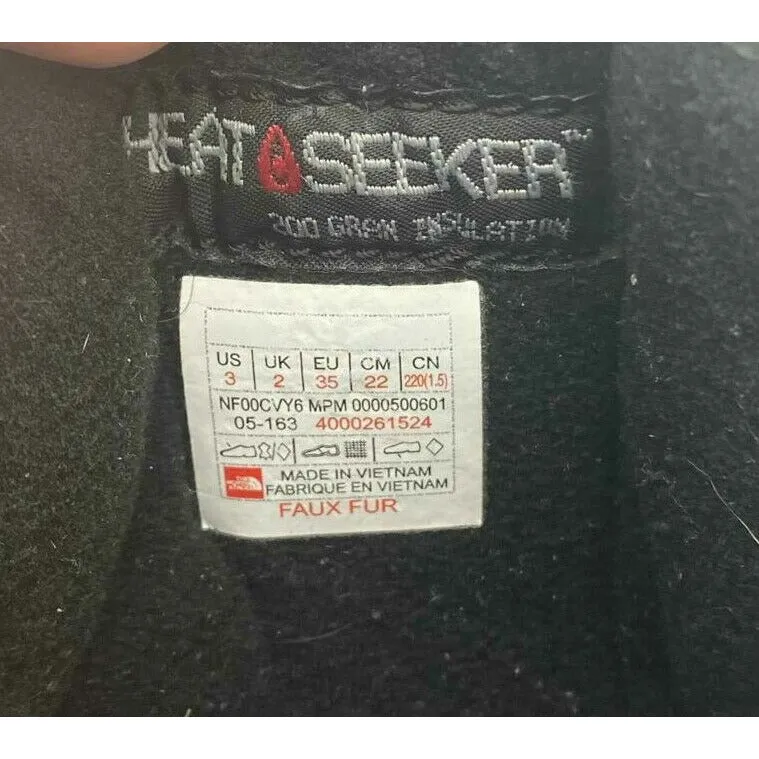 HEAT SEEKER™
200 GRAM INSULATION
US UK EU CM CN
3 2 35 22 220(1.5)
NF00CVY6 MPM 0000500601
05-163 4000261524
MADE IN VIETNAM
FABRIQUE EN VIETNAM
FAUX FUR